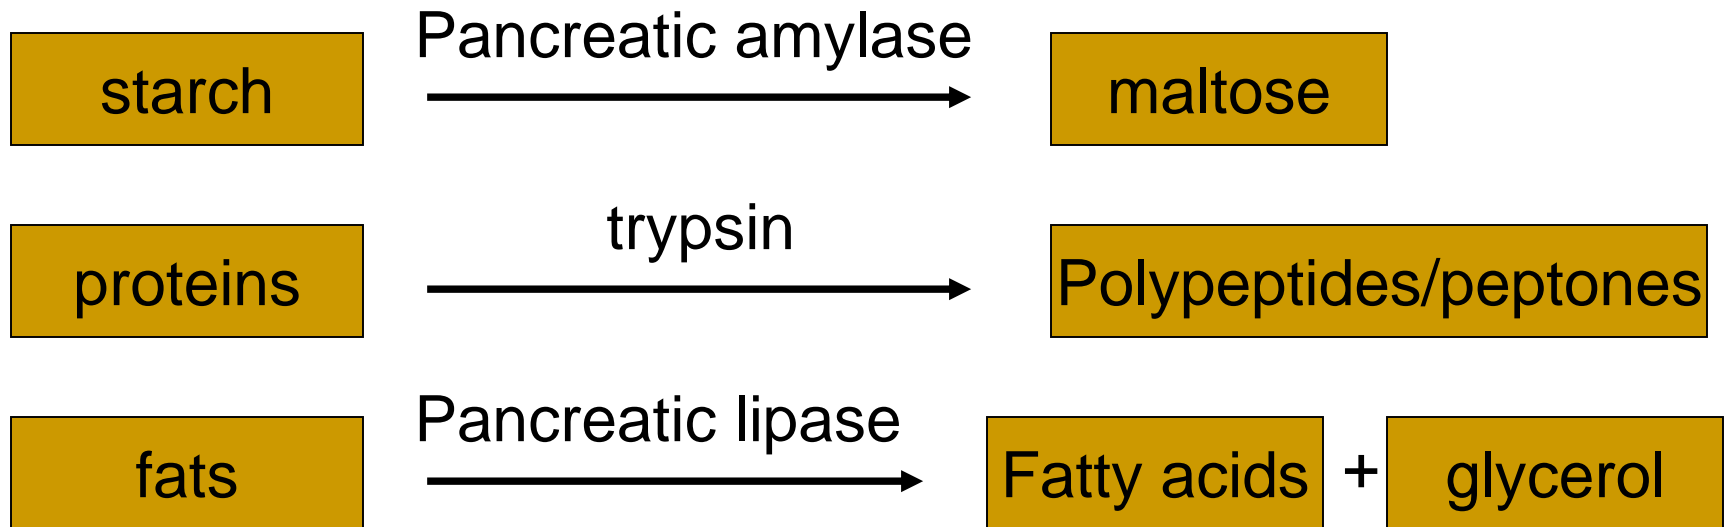 Pancreatic amylase
starch
maltose
trypsin
proteins
Polypeptides/peptones
Pancreatic lipase
fats
Fatty acids + glycerol